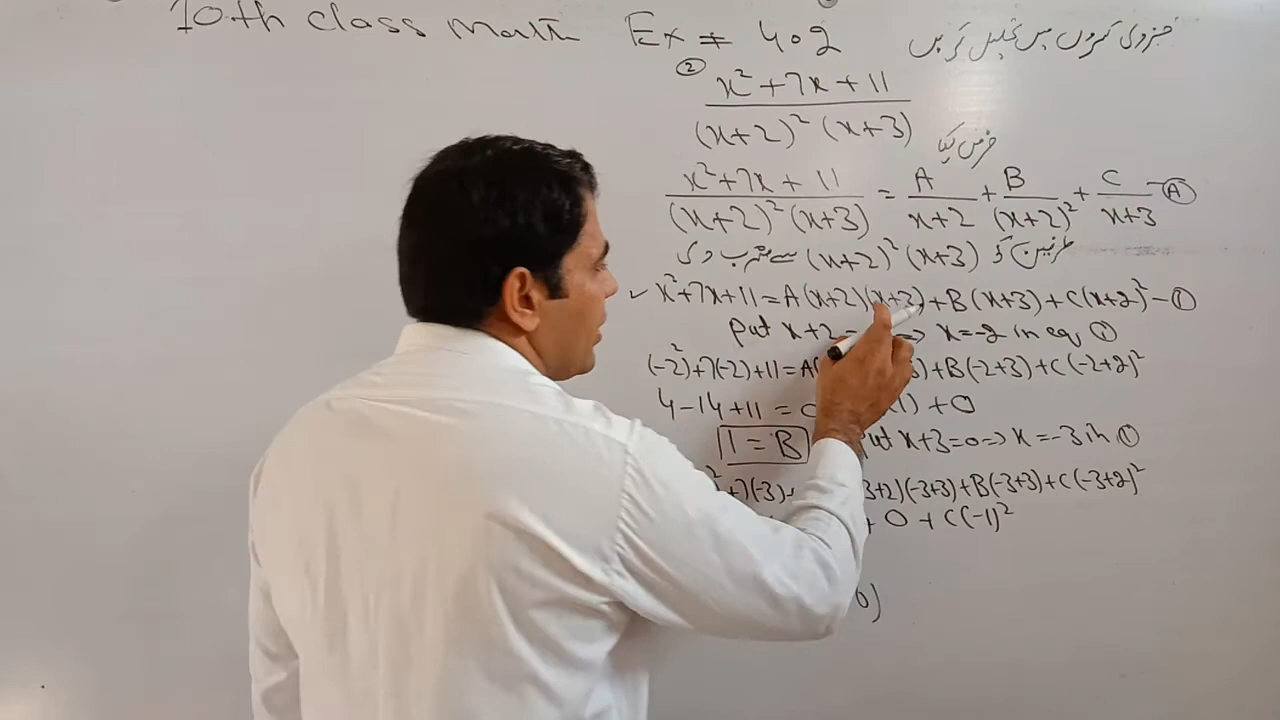 10th class Math Ex = 4.2 جزوی کسروں میں تحلیل کریں
② x²+7x+11 / (x+2)² (x+3)
فرض کیا
x²+7x+11 / (x+2)² (x+3) = A / x+2 + B / (x+2)² + C / x+3 – Ⓐ
طرفین کو (x+2)² (x+3) سے ضرب دی
✓ x²+7x+11 = A(x+2)(x+3) + B(x+3) + C(x+2)² – ①
Put x+2 = ⇒ x=-2 in eq ①
(-2)²+7(-2)+11 = A( +B(-2+3)+C(-2+2)²
4-14+11 = 1) + 0
1 = B Put x+3=0 ⇒ x=-3 in ①
²+7(-3)+ 3+2)(-3+3)+B(-3+3)+C(-3+2)²
+ 0 + C(-1)²
6)